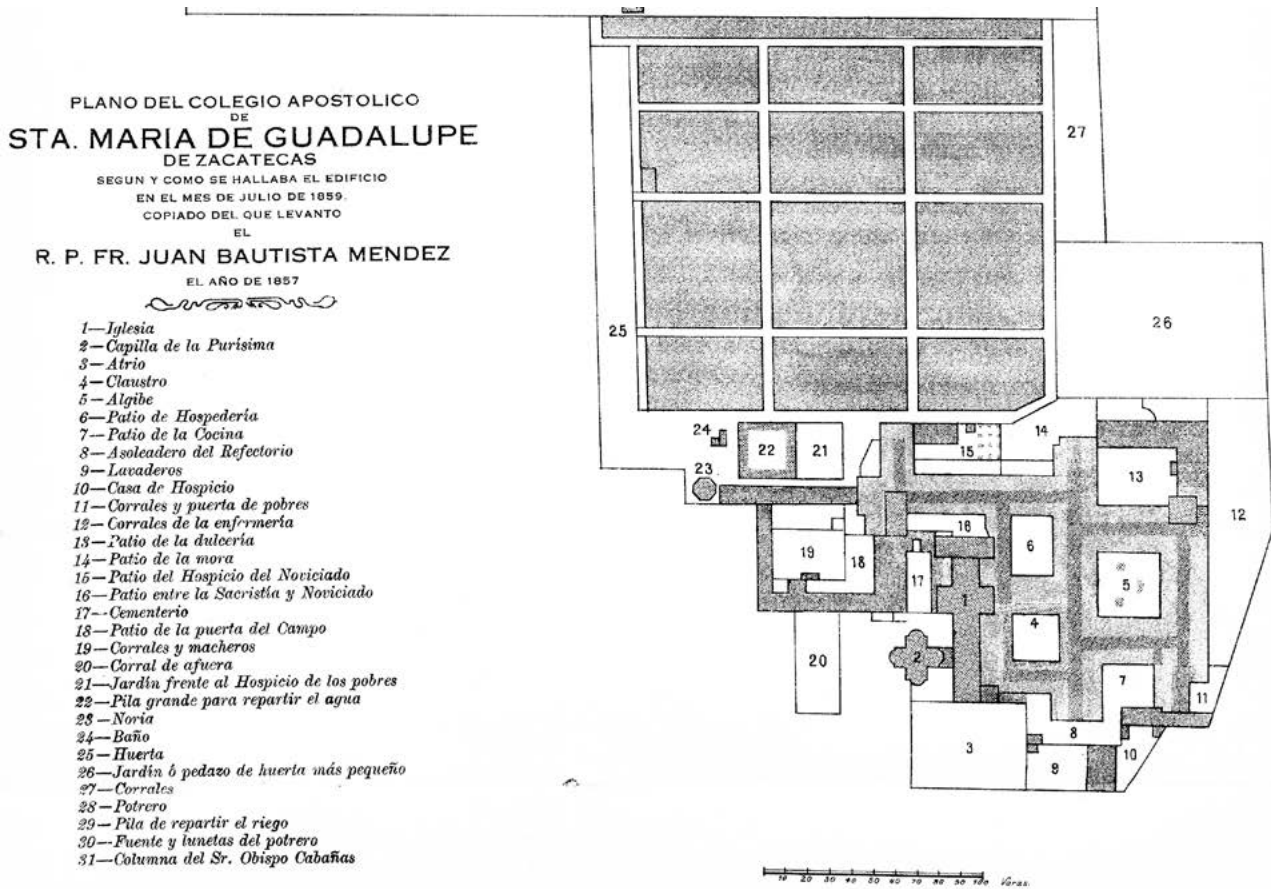 PLANO DEL COLEGIO APOSTOLICO
DE
STA. MARIA DE GUADALUPE
DE ZACATECAS
SEGUN Y COMO SE HALLABA EL EDIFICIO
EN EL MES DE JULIO DE 1859.
COPIADO DEL QUE LEVANTO
EL
R. P. FR. JUAN BAUTISTA MENDEZ
EL AÑO DE 1857
1—Iglesia
2—Capilla de la Purísima
3—Atrio
4—Claustro
5—Algibe
6—Patio de Hospedería
7—Patio de la Cocina
8—Asoleadero del Refectorio
9—Lavaderos
10—Casa de Hospicio
11—Corrales y puerta de pobres
12—Corrales de la enfermería
13—Patio de la dulcería
14—Patio de la mora
15—Patio del Hospicio del Noviciado
16—Patio entre la Sacristía y Noviciado
17—Cementerio
18—Patio de la puerta del Campo
19—Corrales y macheros
20—Corral de afuera
21—Jardín frente al Hospicio de los pobres
22—Pila grande para repartir el agua
23—Noria
24—Baño
25—Huerta
26—Jardín ó pedazo de huerta más pequeño
27—Corrales
28—Potrero
29—Pila de repartir el riego
30—Fuente y lunetas del potrero
31—Columna del Sr. Obispo Cabañas
27
25
26
24
22
21
14
15
23
13
12
16
19
18
17
6
5
1
4
2
20
7
11
8
3
10
9
10 20 30 40 50 60 70 80 90 100 Varas.